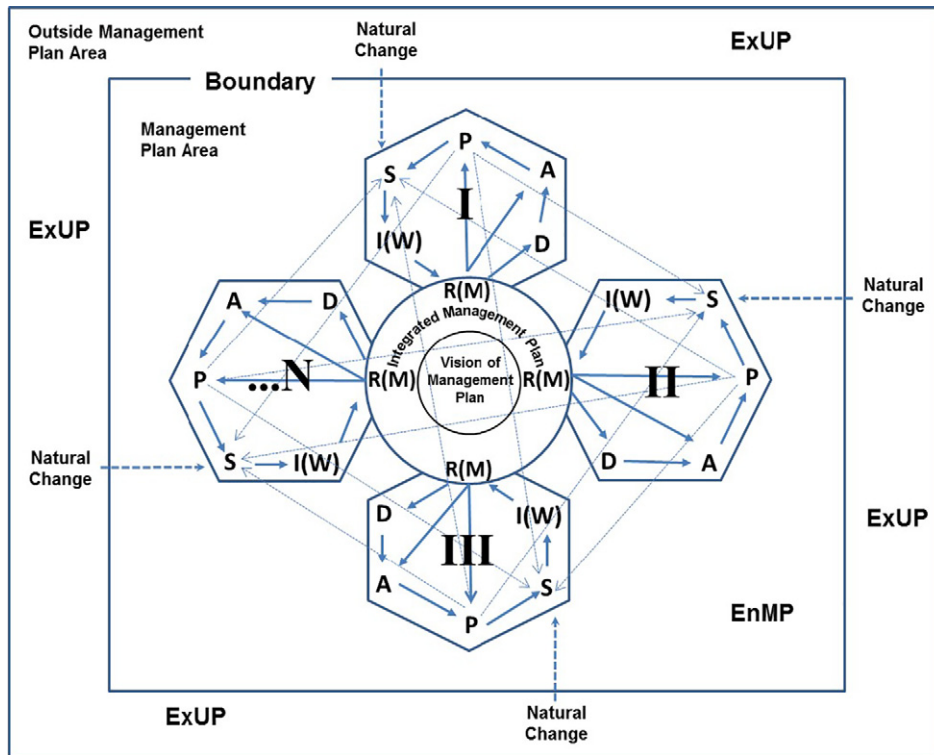 Outside Management
Plan Area
Natural
Change
ExUP
Boundary
Management
Plan Area
P
S
A
I
I(W)
D
ExUP
R(M)
Integrated Management Plan
Vision of
Management
Plan
R(M)
R(M)
R(M)
A
D
P
...N
S
I(W)
Natural
Change
I(W)
S
II
P
D
A
Natural
Change
D
I(W)
III
A
S
P
ExUP
EnMP
ExUP
Natural
Change